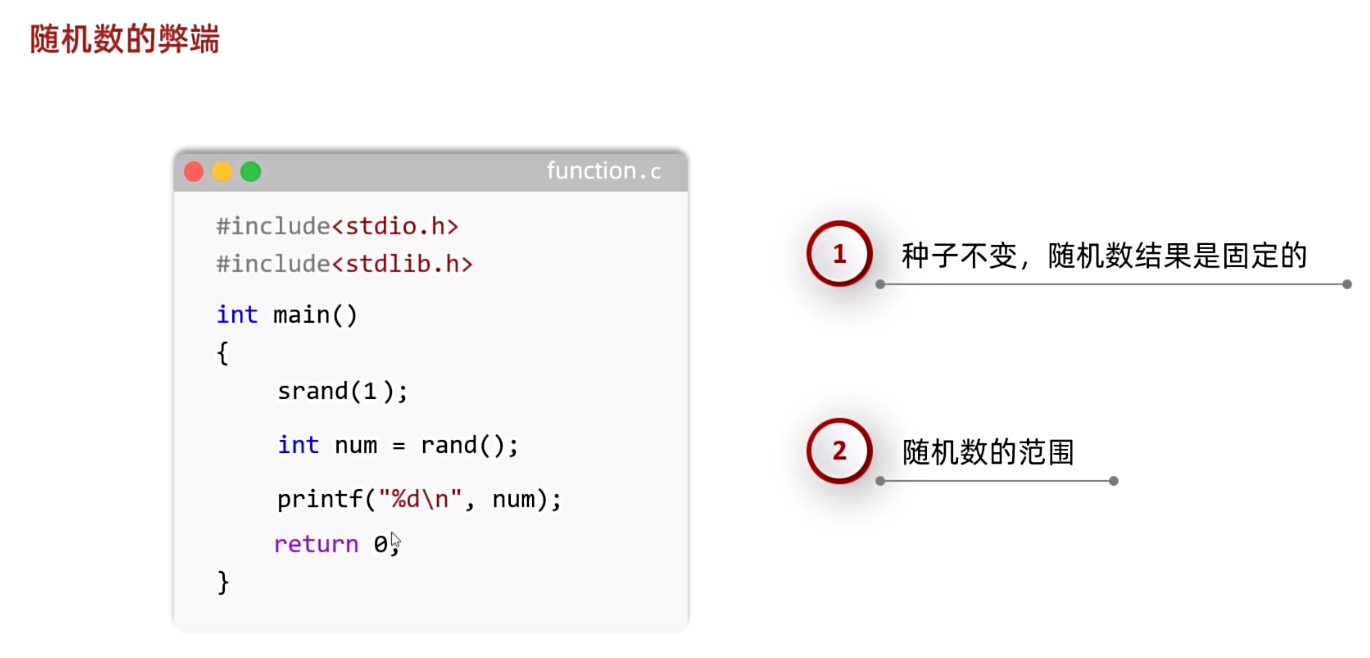 随机数的弊端
function.c
#include<stdio.h>
#include<stdlib.h>
int main()
{
srand(1);
int num = rand();
printf("%d\n", num);
return 0;
}
1 种子不变，随机数结果是固定的
2 随机数的范围